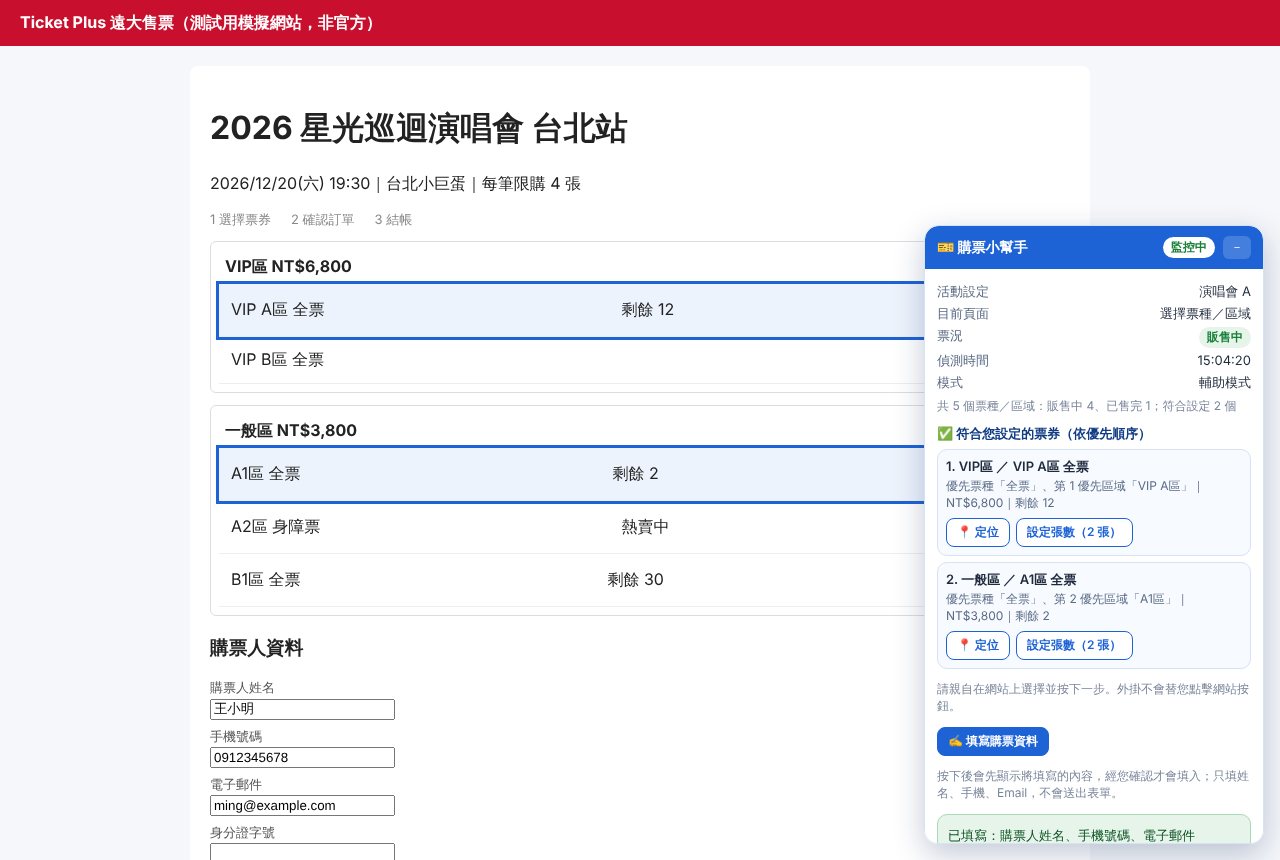 Ticket Plus 遠大售票（測試用模擬網站，非官方）
2026 星光巡迴演唱會 台北站
2026/12/20(六) 19:30｜台北小巨蛋｜每筆限購 4 張
1 選擇票券 2 確認訂單 3 結帳
VIP區 NT$6,800
VIP A區 全票 剩餘 12
VIP B區 全票
一般區 NT$3,800
A1區 全票 剩餘 2
A2區 身障票 熱賣中
B1區 全票 剩餘 30
購票人資料
購票人姓名
王小明
手機號碼
0912345678
電子郵件
ming@example.com
身分證字號
🎫 購票小幫手 監控中 −
活動設定 演唱會 A
目前頁面 選擇票種／區域
票況 販售中
偵測時間 15:04:20
模式 輔助模式
共 5 個票種／區域：販售中 4、已售完 1；符合設定 2 個
✅ 符合您設定的票券（依優先順序）
1. VIP區 ／ VIP A區 全票
優先票種「全票」、第 1 優先區域「VIP A區」｜
NT$6,800｜剩餘 12
📍 定位 設定張數（2 張）
2. 一般區 ／ A1區 全票
優先票種「全票」、第 2 優先區域「A1區」｜
NT$3,800｜剩餘 2
📍 定位 設定張數（2 張）
請親自在網站上選擇並按下一步。外掛不會替您點擊網站按
鈕。
✍️ 填寫購票資料
按下後會先顯示將填寫的內容，經您確認才會填入；只填姓
名、手機、Email，不會送出表單。
已填寫：購票人姓名、手機號碼、電子郵件